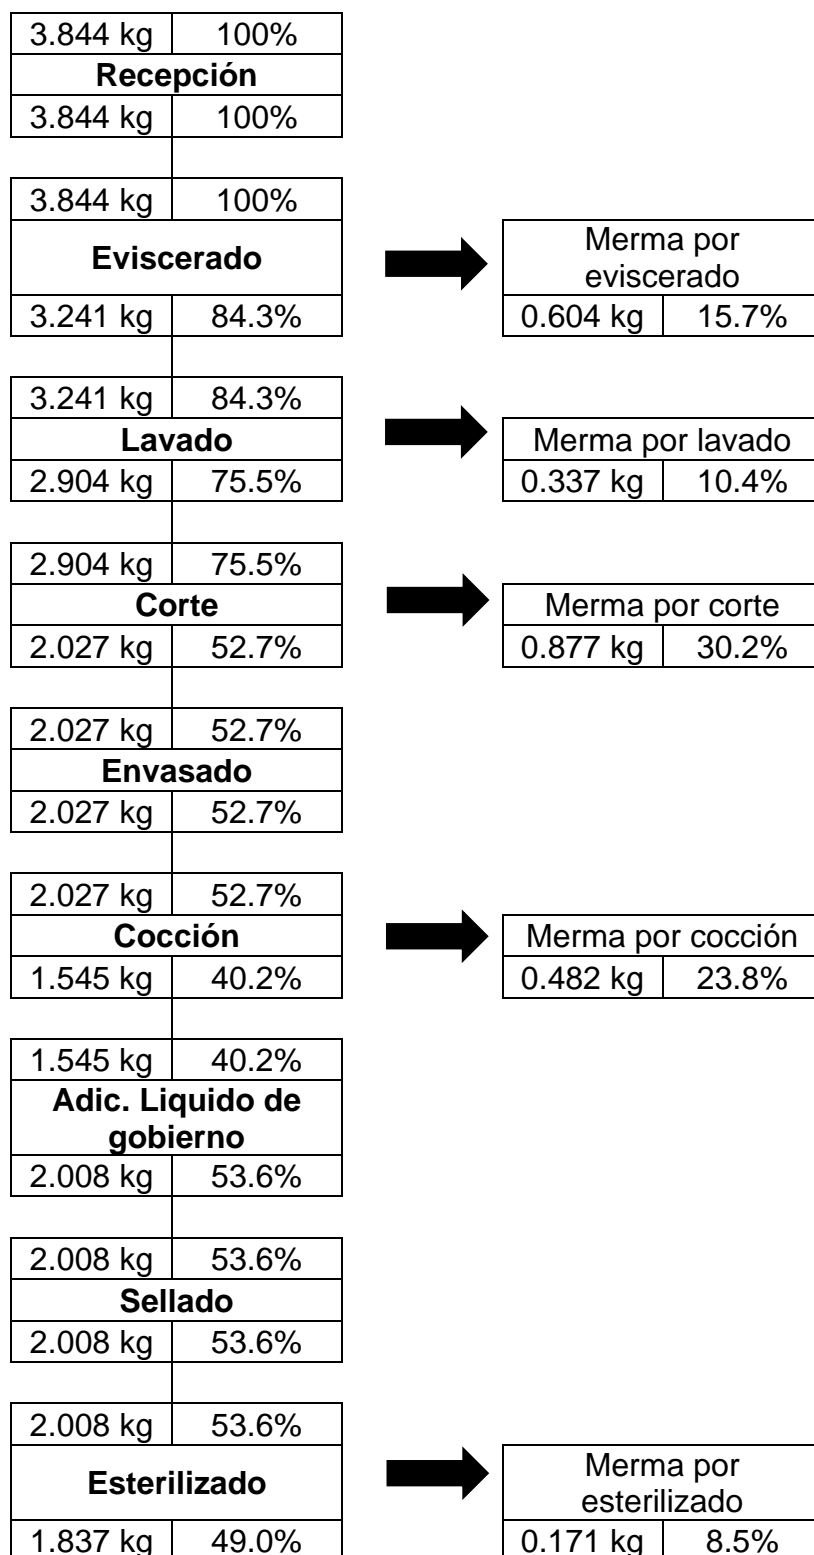 3.844 kg 100%
Recepción
3.844 kg 100%
3.844 kg 100%
Eviscerado
3.241 kg 84.3%
Merma por
eviscerado
0.604 kg 15.7%
3.241 kg 84.3%
Lavado
2.904 kg 75.5%
Merma por lavado
0.337 kg 10.4%
2.904 kg 75.5%
Corte
2.027 kg 52.7%
Merma por corte
0.877 kg 30.2%
2.027 kg 52.7%
Envasado
2.027 kg 52.7%
2.027 kg 52.7%
Cocción
1.545 kg 40.2%
Merma por cocción
0.482 kg 23.8%
1.545 kg 40.2%
Adic. Liquido de
gobierno
2.008 kg 53.6%
2.008 kg 53.6%
Sellado
2.008 kg 53.6%
2.008 kg 53.6%
Esterilizado
1.837 kg 49.0%
Merma por
esterilizado
0.171 kg 8.5%